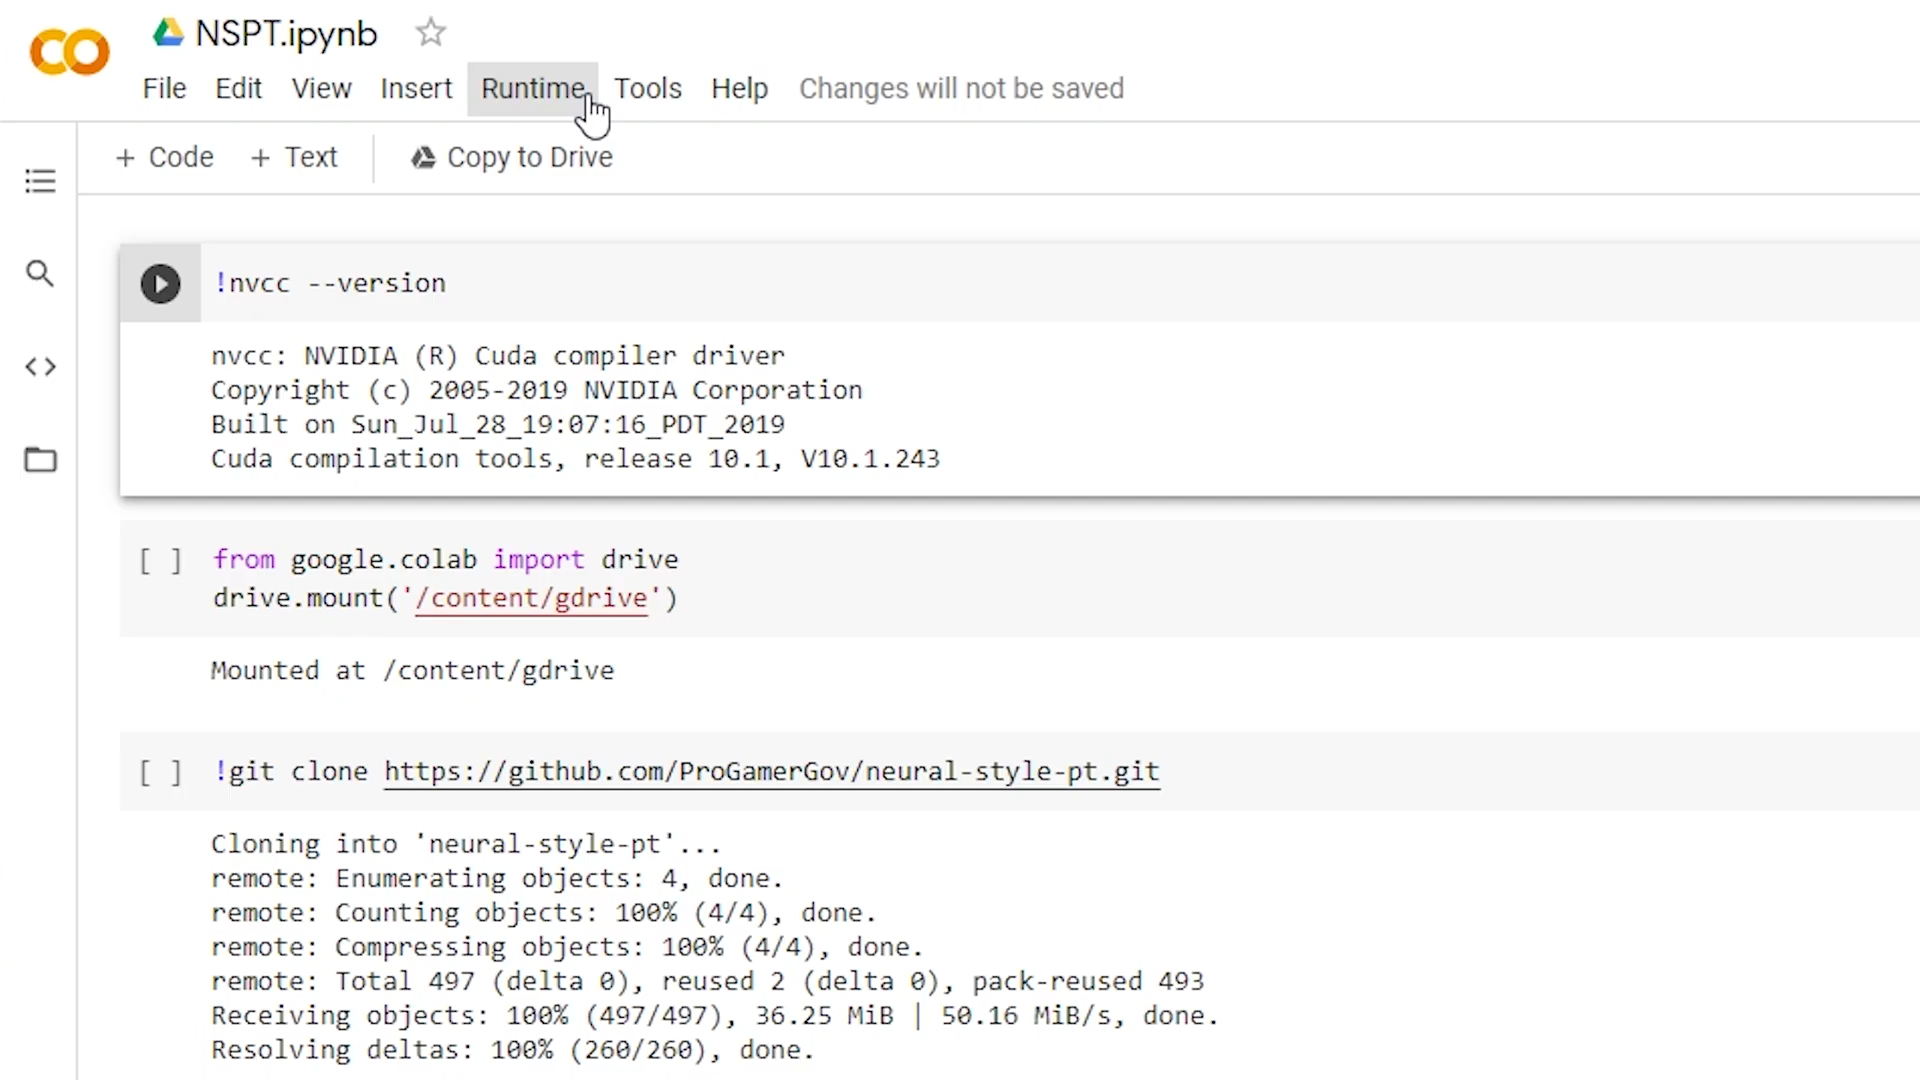 NSPT.ipynb
File Edit View Insert Runtime Tools Help Changes will not be saved
+ Code + Text Copy to Drive
!nvcc --version
nvcc: NVIDIA (R) Cuda compiler driver
Copyright (c) 2005-2019 NVIDIA Corporation
Built on Sun_Jul_28_19:07:16_PDT_2019
Cuda compilation tools, release 10.1, V10.1.243
[ ] from google.colab import drive
drive.mount('/content/gdrive')
Mounted at /content/gdrive
[ ] !git clone https://github.com/ProGamerGov/neural-style-pt.git
Cloning into 'neural-style-pt'...
remote: Enumerating objects: 4, done.
remote: Counting objects: 100% (4/4), done.
remote: Compressing objects: 100% (4/4), done.
remote: Total 497 (delta 0), reused 2 (delta 0), pack-reused 493
Receiving objects: 100% (497/497), 36.25 MiB | 50.16 MiB/s, done.
Resolving deltas: 100% (260/260), done.